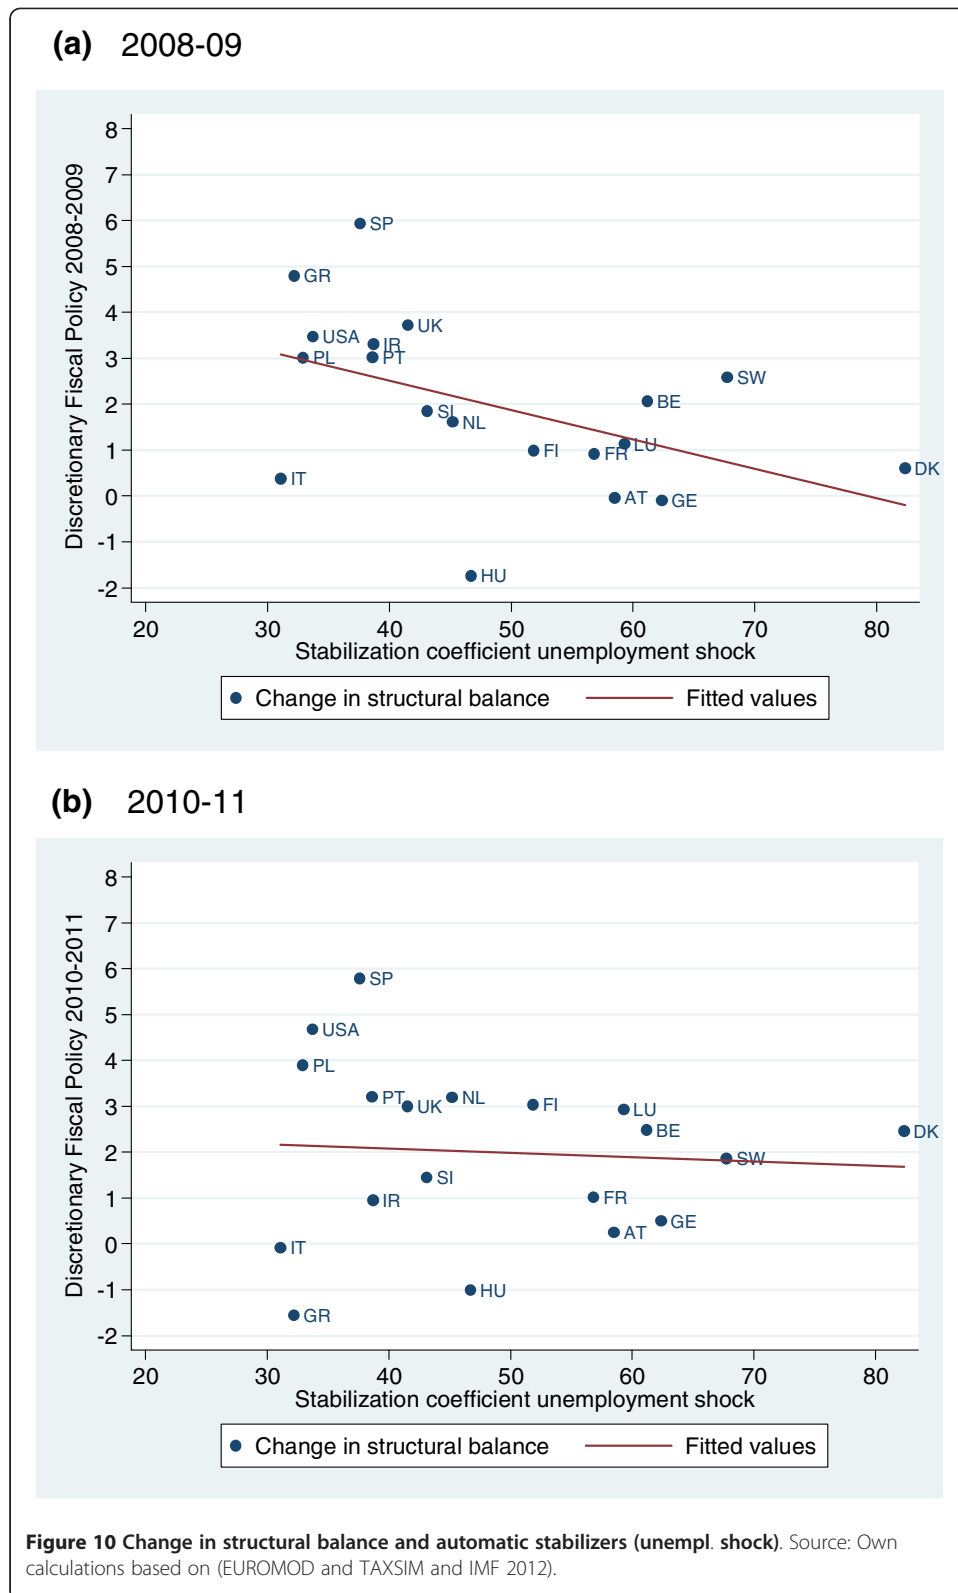 (a) 2008-09
Discretionary Fiscal Policy 2008-2009
8
7
6
5
4
3
2
1
0
-1
-2
SP
GR
USA
UK
IR
PL
PT
SW
BE
SI
NL
LU
FI
FR
DK
IT
AT
GE
HU
20 30 40 50 60 70 80
Stabilization coefficient unemployment shock
Change in structural balance Fitted values
(b) 2010-11
Discretionary Fiscal Policy 2010-2011
8
7
6
5
4
3
2
1
0
-1
-2
SP
USA
PL
PT
UK
NL
FI
LU
BE
DK
SW
SI
IR
FR
GE
AT
IT
HU
GR
20 30 40 50 60 70 80
Stabilization coefficient unemployment shock
Change in structural balance Fitted values
Figure 10 Change in structural balance and automatic stabilizers (unempl. shock). Source: Own
calculations based on (EUROMOD and TAXSIM and IMF 2012).